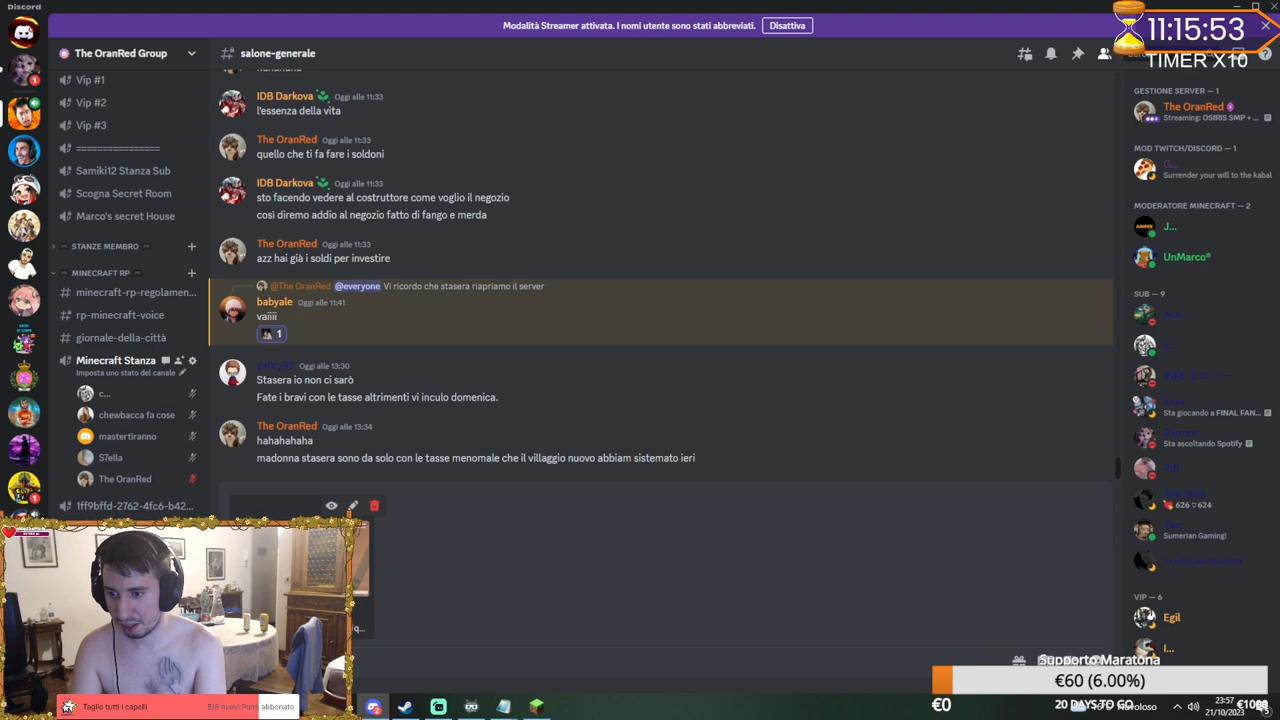 Discord
Modalità Streamer attivata. I nomi utente sono stati abbreviati.
Disattiva
11:15:53
TIMER X10
The OranRed Group
salone-generale
Vip #1
Vip #2
Vip #3
================
Samiki12 Stanza Sub
Scogna Secret Room
Marco's secret House
STANZE MEMBRO
MINECRAFT RP
minecraft-rp-regolamen...
rp-minecraft-voice
giornale-della-città
Minecraft Stanza
Imposta uno stato del canale
c...
chewbacca fa cose
mastertiranno
S7ella
The OranRed
1ff9bffd-2762-4fc6-b42...
IDB Darkova Oggi alle 11:33
l'essenza della vita
The OranRed Oggi alle 11:33
quello che ti fa fare i soldoni
IDB Darkova Oggi alle 11:33
sto facendo vedere al costruttore come voglio il negozio
così diremo addio al negozio fatto di fango e merda
The OranRed Oggi alle 11:33
azz hai già i soldi per investire
@The OranRed @everyone Vi ricordo che stasera riapriamo il server
babyale Oggi alle 11:41
vaiiii
1
Oggi alle 13:30
Stasera io non ci sarò
Fate i bravi con le tasse altrimenti vi inculo domenica.
The OranRed Oggi alle 13:34
hahahahaha
madonna stasera sono da solo con le tasse menomale che il villaggio nuovo abbiam sistemato ieri
GESTIONE SERVER — 1
The OranRed
Streaming: OSIRIS SMP + ...
MOD TWITCH/DISCORD — 1
G...
Surrender your will to the kabal
MODERATORE MINECRAFT — 2
J...
UnMarco®
SUB — 9
Sta giocando a FINAL FAN...
Sta ascoltando Spotify
626 624
Sumerian Gaming!
VIP — 6
Egil
I...
Supporto Maratona
€60 (6.00%)
€0
20 DAYS TO GO
Taglio tutti i capelli
abbonato
23:57
21/10/2023